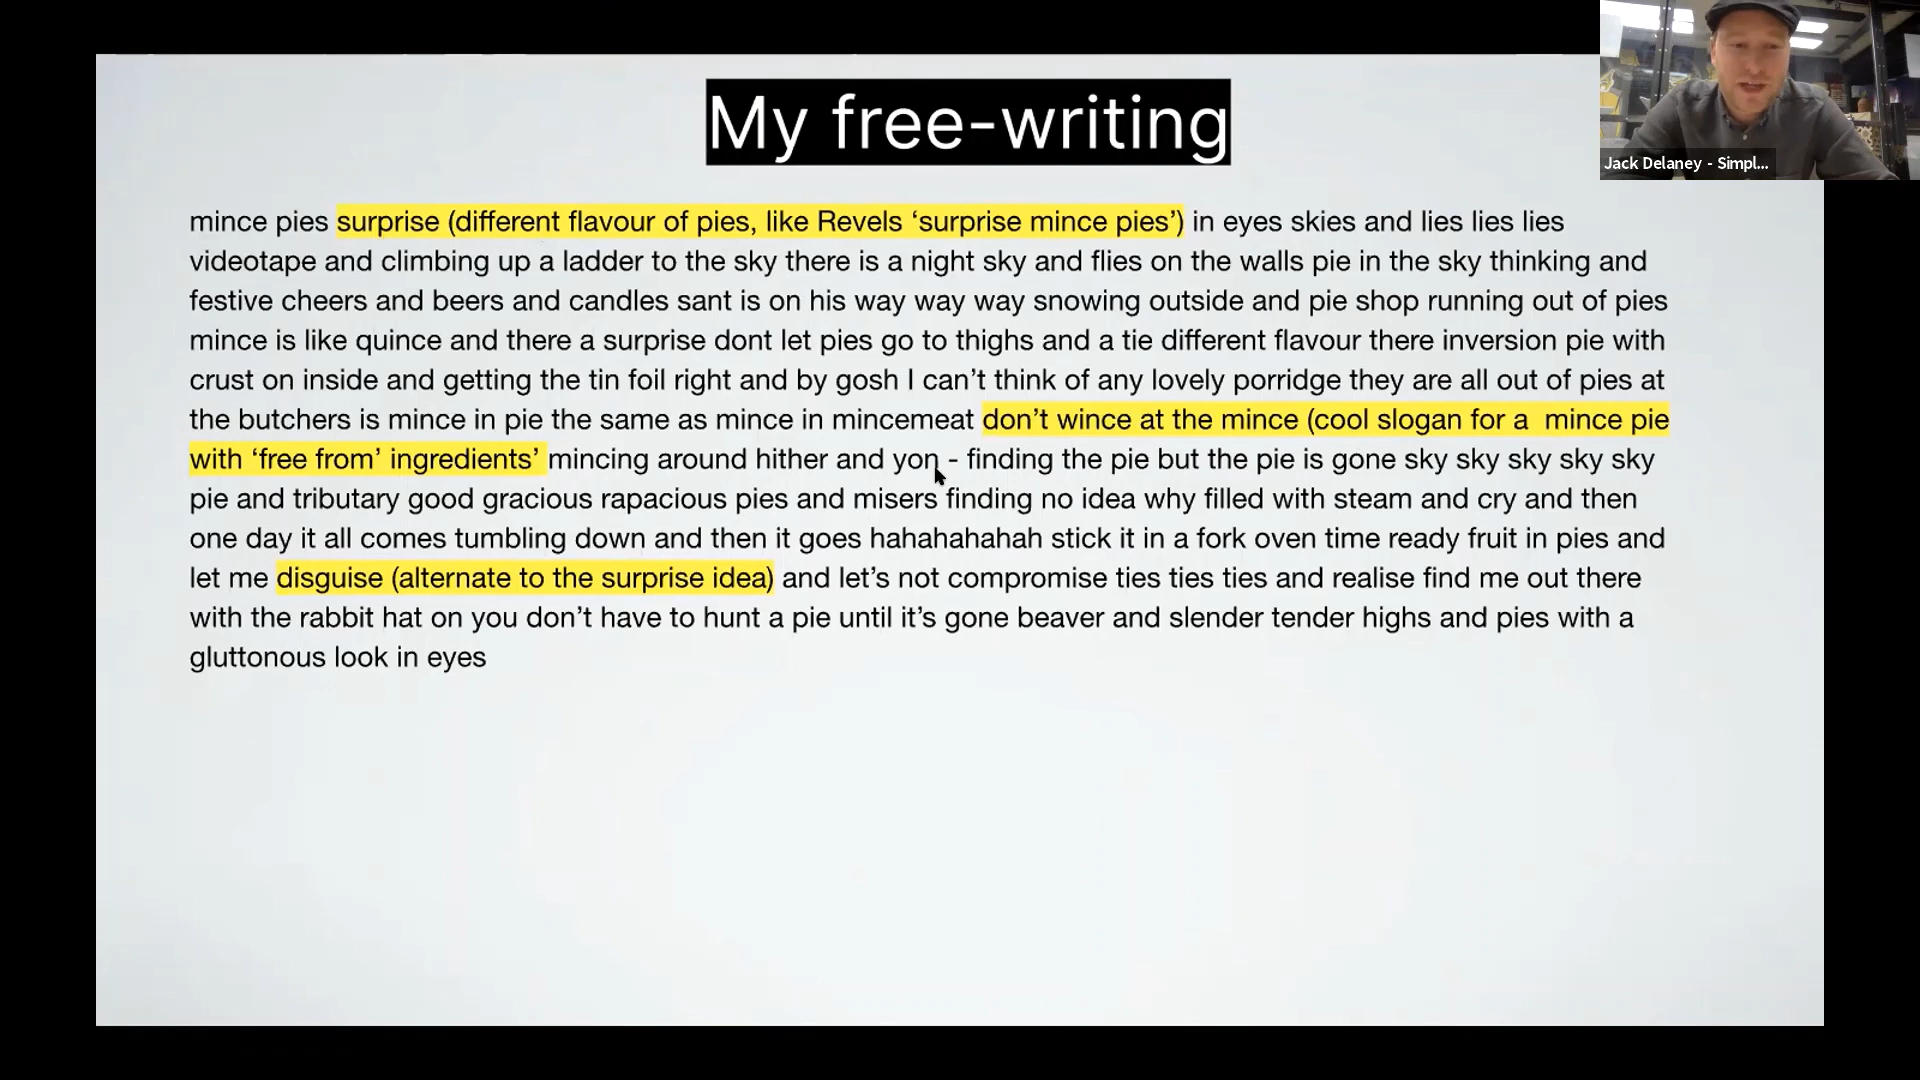 My free-writing
Jack Delaney - Simpl...
mince pies surprise (different flavour of pies, like Revels ‘surprise mince pies’) in eyes skies and lies lies lies
videotape and climbing up a ladder to the sky there is a night sky and flies on the walls pie in the sky thinking and
festive cheers and beers and candles sant is on his way way way snowing outside and pie shop running out of pies
mince is like quince and there a surprise dont let pies go to thighs and a tie different flavour there inversion pie with
crust on inside and getting the tin foil right and by gosh I can’t think of any lovely porridge they are all out of pies at
the butchers is mince in pie the same as mince in mincemeat don’t wince at the mince (cool slogan for a  mince pie
with ‘free from’ ingredients’ mincing around hither and yon - finding the pie but the pie is gone sky sky sky sky sky
pie and tributary good gracious rapacious pies and misers finding no idea why filled with steam and cry and then
one day it all comes tumbling down and then it goes hahahahahah stick it in a fork oven time ready fruit in pies and
let me disguise (alternate to the surprise idea) and let’s not compromise ties ties ties and realise find me out there
with the rabbit hat on you don’t have to hunt a pie until it’s gone beaver and slender tender highs and pies with a
gluttonous look in eyes